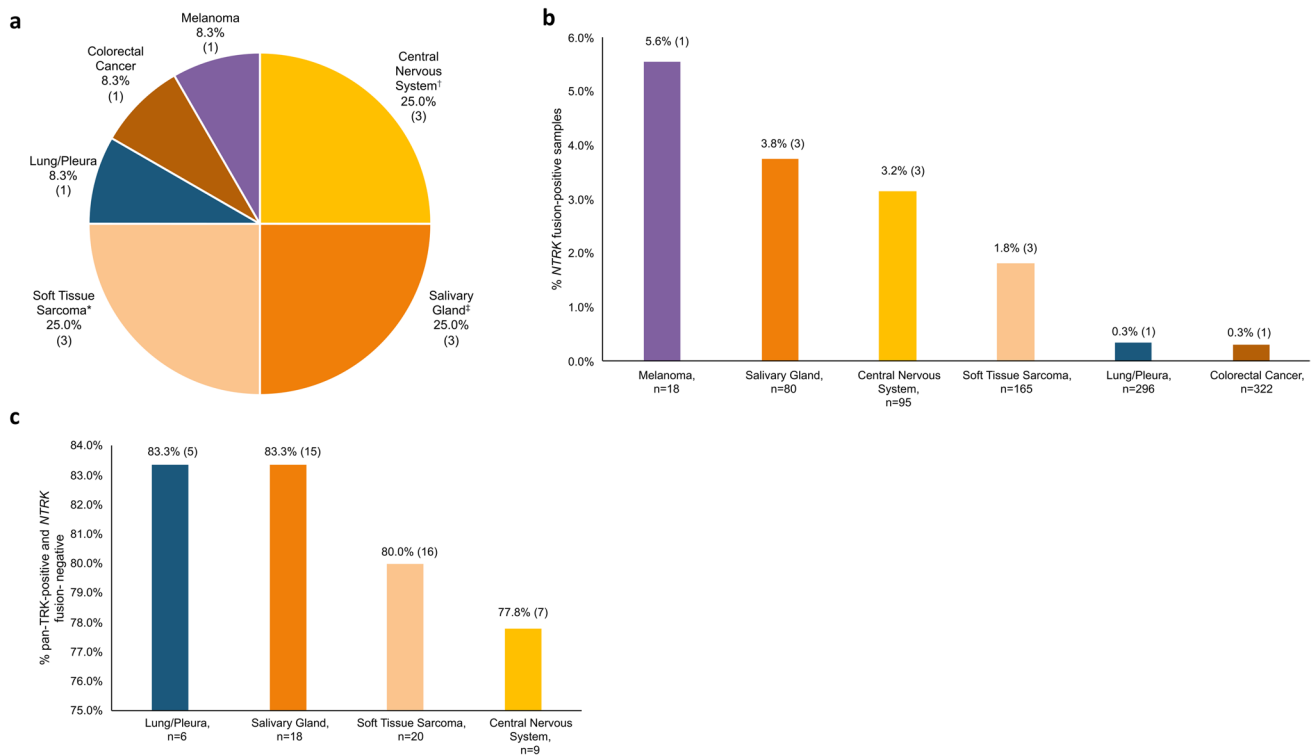 a
Melanoma
8.3%
(1)
Colorectal
Cancer
8.3%
(1)
Lung/Pleura
8.3%
(1)
Central
Nervous
System†
25.0%
(3)
Soft Tissue
Sarcoma*
25.0%
(3)
Salivary
Gland‡
25.0%
(3)
b
% NTRK fusion-positive samples
6.0%
5.0%
4.0%
3.0%
2.0%
1.0%
0.0%
5.6% (1)
3.8% (3)
3.2% (3)
1.8% (3)
0.3% (1)
0.3% (1)
Melanoma,
n=18
Salivary Gland,
n=80
Central Nervous
System,
n=95
Soft Tissue Sarcoma,
n=165
Lung/Pleura,
n=296
Colorectal Cancer,
n=322
c
% pan-TRK-positive and NTRK
fusion- negative
84.0%
83.0%
82.0%
81.0%
80.0%
79.0%
78.0%
77.0%
76.0%
75.0%
83.3% (5)
83.3% (15)
80.0% (16)
77.8% (7)
Lung/Pleura,
n=6
Salivary Gland,
n=18
Soft Tissue Sarcoma,
n=20
Central Nervous
System,
n=9